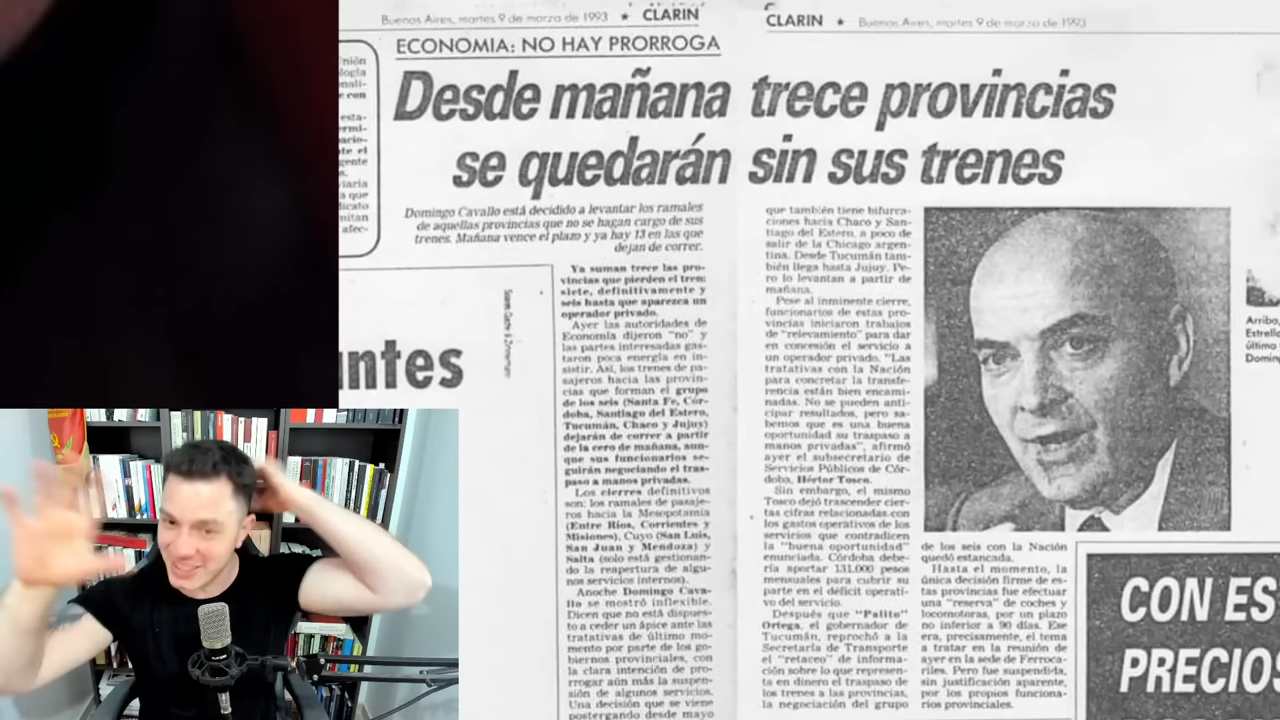 Buenos Aires, martes 9 de marzo de 1993 ★ CLARIN
CLARIN ★ Buenos Aires, martes 9 de marzo de 1993
ECONOMIA: NO HAY PRORROGA
Desde mañana trece provincias
se quedarán sin sus trenes
Domingo Cavallo está decidido a levantar los ramales
de aquellas provincias que no se hagan cargo de sus
trenes. Mañana vence el plazo y ya hay 13 en las que
dejan de correr.
Ya suman trece las pro-
vincias que pierden el tren:
siete, definitivamente y
seis hasta que aparezca un
operador privado.
Ayer las autoridades de
Economía dijeron "no" y
las partes interesadas gas-
taron poca energía en in-
sistir. Así, los trenes de pa-
sajeros hacia las provin-
cias que forman el grupo
de los seis (Santa Fe, Cór-
doba, Santiago del Estero,
Tucumán, Chaco y Jujuy)
dejarán de correr a partir
de la cero de mañana, aun-
que sus funcionarios se-
guirán negociando el tras-
paso a manos privadas.
Los cierres definitivos
son: los ramales de pasaje-
ros hacia la Mesopotamia
(Entre Ríos, Corrientes y
Misiones), Cuyo (San Luis,
San Juan y Mendoza) y
Salta (solo está gestionan-
do la reapertura de algu-
nos servicios internos).
Anoche Domingo Cava-
llo se mostró inflexible.
Dicen que no está dispues-
to a ceder un ápice ante las
tratativas de último mo-
mento por parte de los go-
biernos provinciales, con
la clara intención de pro-
rrogar aún más la suspen-
sión de algunos servicios.
Una decisión que se viene
postergando desde mayo
que también tiene bifurca-
ciones hacia Chaco y San-
tiago del Estero, a poco de
salir de la Chicago argen-
tina. Desde Tucumán tam-
bién llega hasta Jujuy. Pe-
ro lo levantan a partir de
mañana.
Pese al inminente cierre,
funcionarios de estas pro-
vincias iniciaron trabajos
de "relevamiento" para dar
en concesión el servicio a
un operador privado. "Las
tratativas con la Nación
para concretar la transfe-
rencia están bien encami-
nadas. No se pueden anti-
cipar resultados, pero sa-
bemos que es una buena
oportunidad su traspaso a
manos privadas", afirmó
ayer el subsecretario de
Servicios Públicos de Cór-
doba, Héctor Tosco.
Sin embargo, el mismo
Tosco dejó trascender cier-
tas cifras relacionadas con
los gastos operativos de los
servicios que contradicen
la "buena oportunidad"
enunciada. Córdoba debe-
ría aportar 131.000 pesos
mensuales para cubrir su
parte en el déficit operati-
vo del servicio.
Después que "Palito"
Ortega, el gobernador de
Tucumán, reprochó a la
Secretaría de Transporte
el "retaceo" de informa-
ción sobre lo que represen-
ta en dinero el traspaso de
los trenes a las provincias,
la negociación del grupo
de los seis con la Nación
quedó estancada.
Hasta el momento, la
única decisión firme de es-
tas provincias fue efectuar
una "reserva" de coches y
locomotoras, por un plazo
no inferior a 90 días. Ese
era, precisamente, el tema
a tratar en la reunión de
ayer en la sede de Ferroca-
rriles. Pero fue suspendida,
sin justificación aparente,
por los propios funciona-
rios provinciales.
antes
Arriba,
Estrella
último
Doming
CON ES
PRECIOS